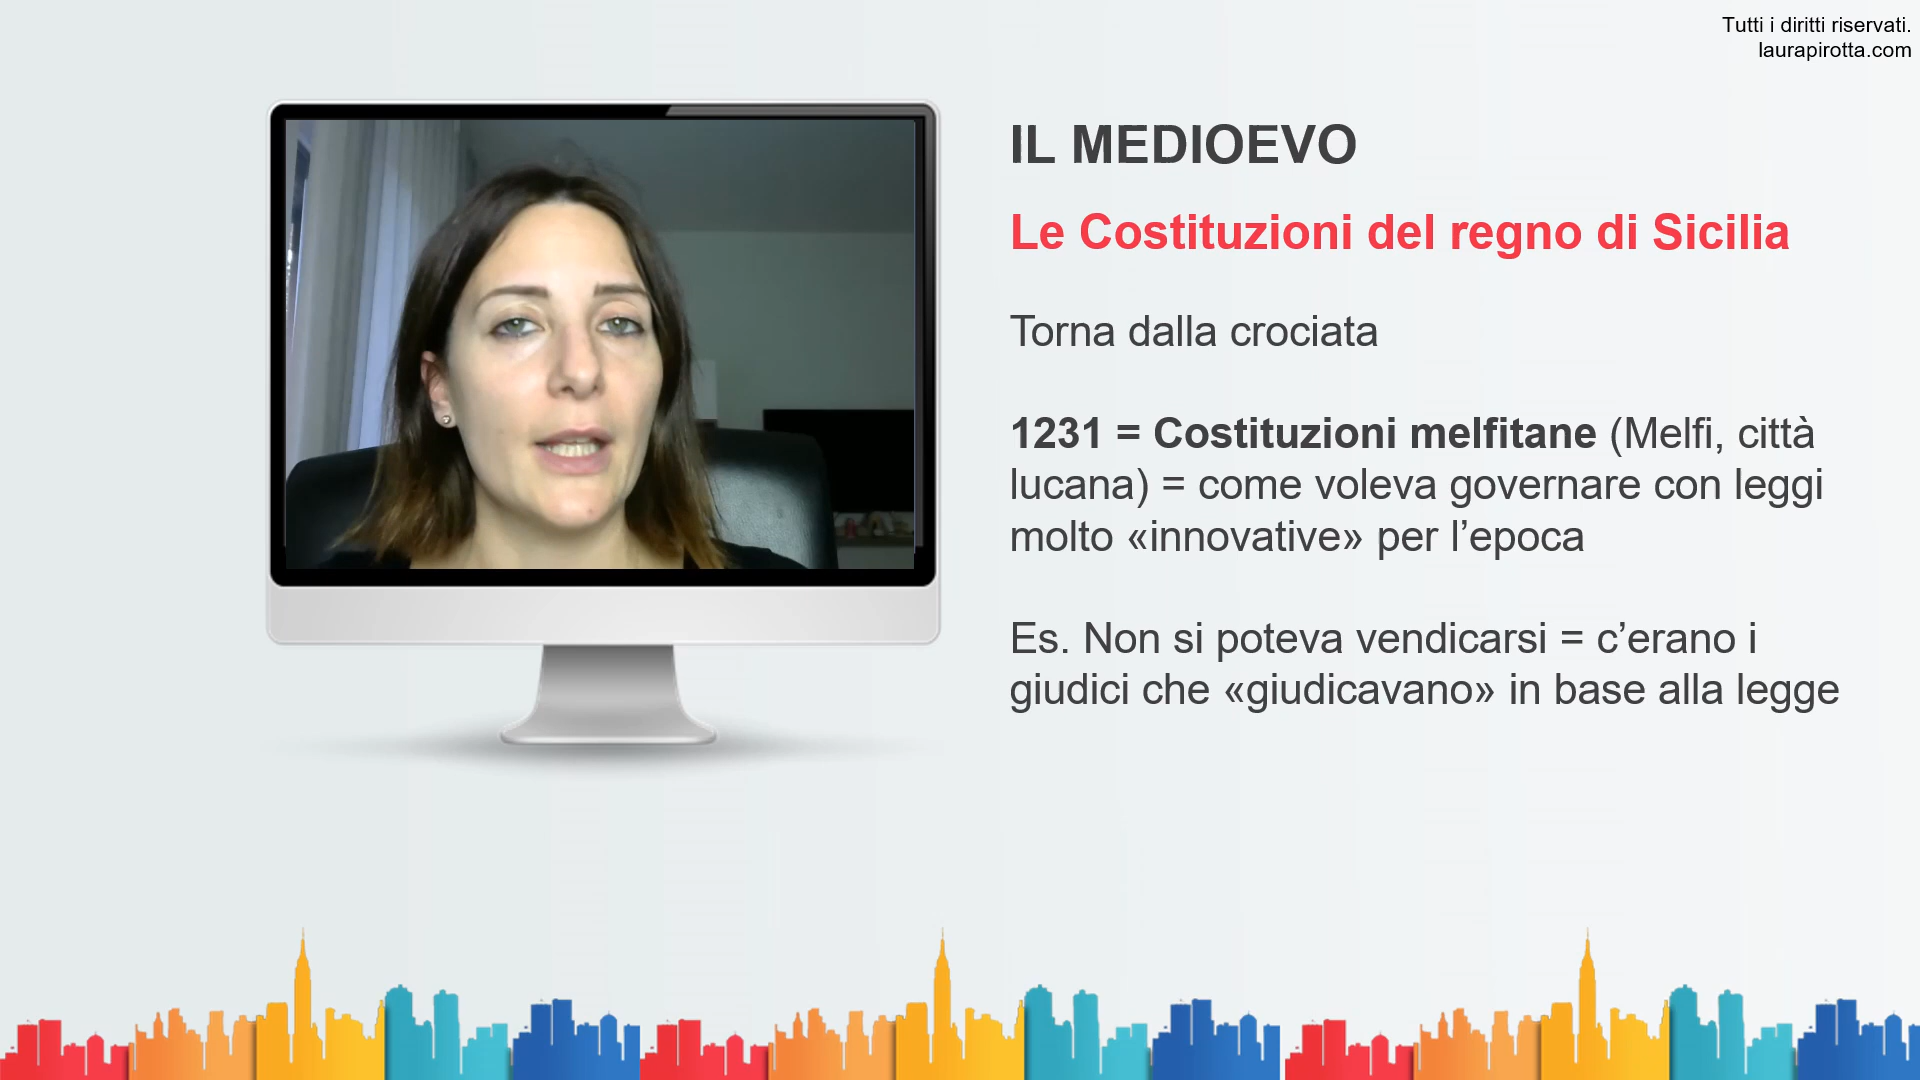 Tutti i diritti riservati.
laurapirotta.com
IL MEDIOEVO
Le Costituzioni del regno di Sicilia
Torna dalla crociata
1231 = Costituzioni melfitane (Melfi, città
lucana) = come voleva governare con leggi
molto «innovative» per l’epoca
Es. Non si poteva vendicarsi = c’erano i
giudici che «giudicavano» in base alla legge